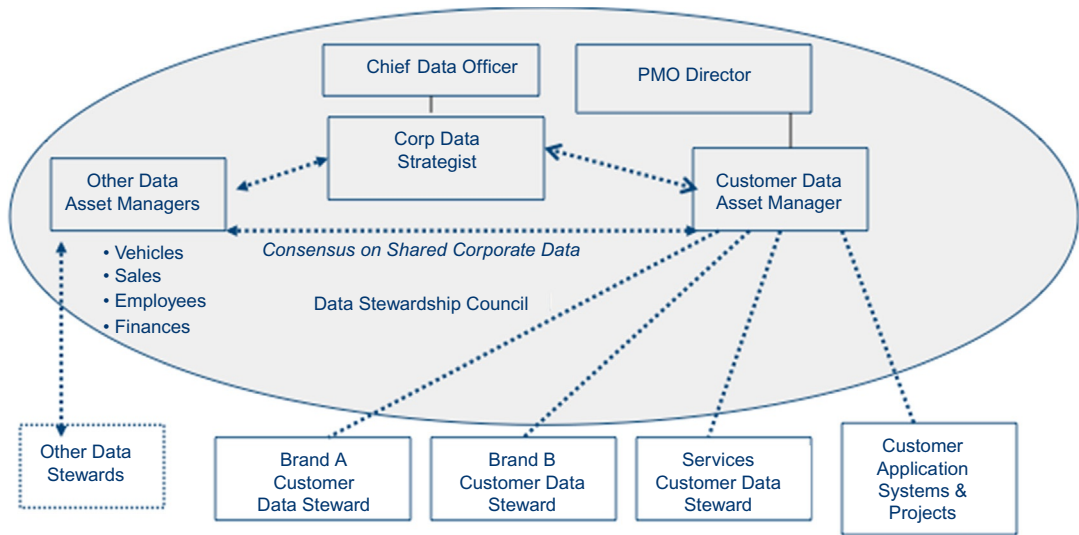 Chief Data Officer
PMO Director
Corp Data
Strategist
Other Data
Asset Managers
Customer Data
Asset Manager
Consensus on Shared Corporate Data
• Vehicles
• Sales
• Employees
• Finances
Data Stewardship Council
Other Data
Stewards
Brand A
Customer
Data Steward
Brand B
Customer Data
Steward
Services
Customer Data
Steward
Customer
Application
Systems &
Projects